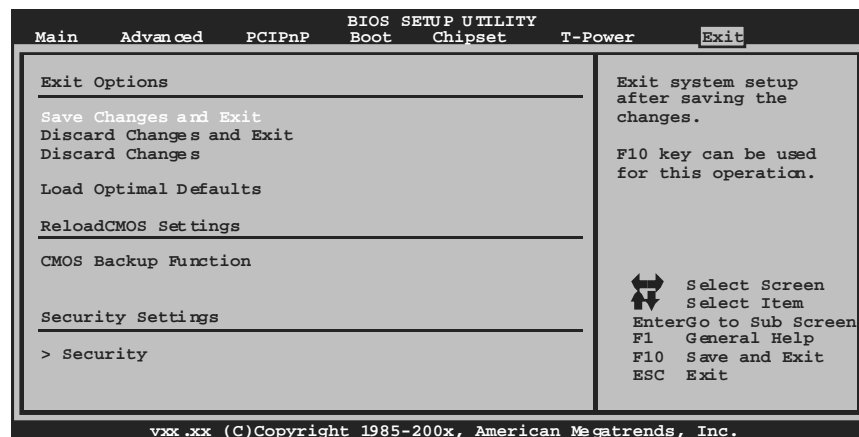 BIOS SETUP UTILITY
Main Advanced PCIPnP Boot Chipset T-Power Exit
Exit Options
Save Changes and Exit
Discard Changes and Exit
Discard Changes
Load Optimal Defaults
ReloadCMOS Settings
CMOS Backup Function
Security Settings
> Security
Exit system setup
after saving the
changes.
F10 key can be used
for this operation.
Select Screen
Select Item
EnterGo to Sub Screen
F1 General Help
F10 Save and Exit
ESC Exit
vxx.xx (C)Copyright 1985-200x, American Megatrends, Inc.